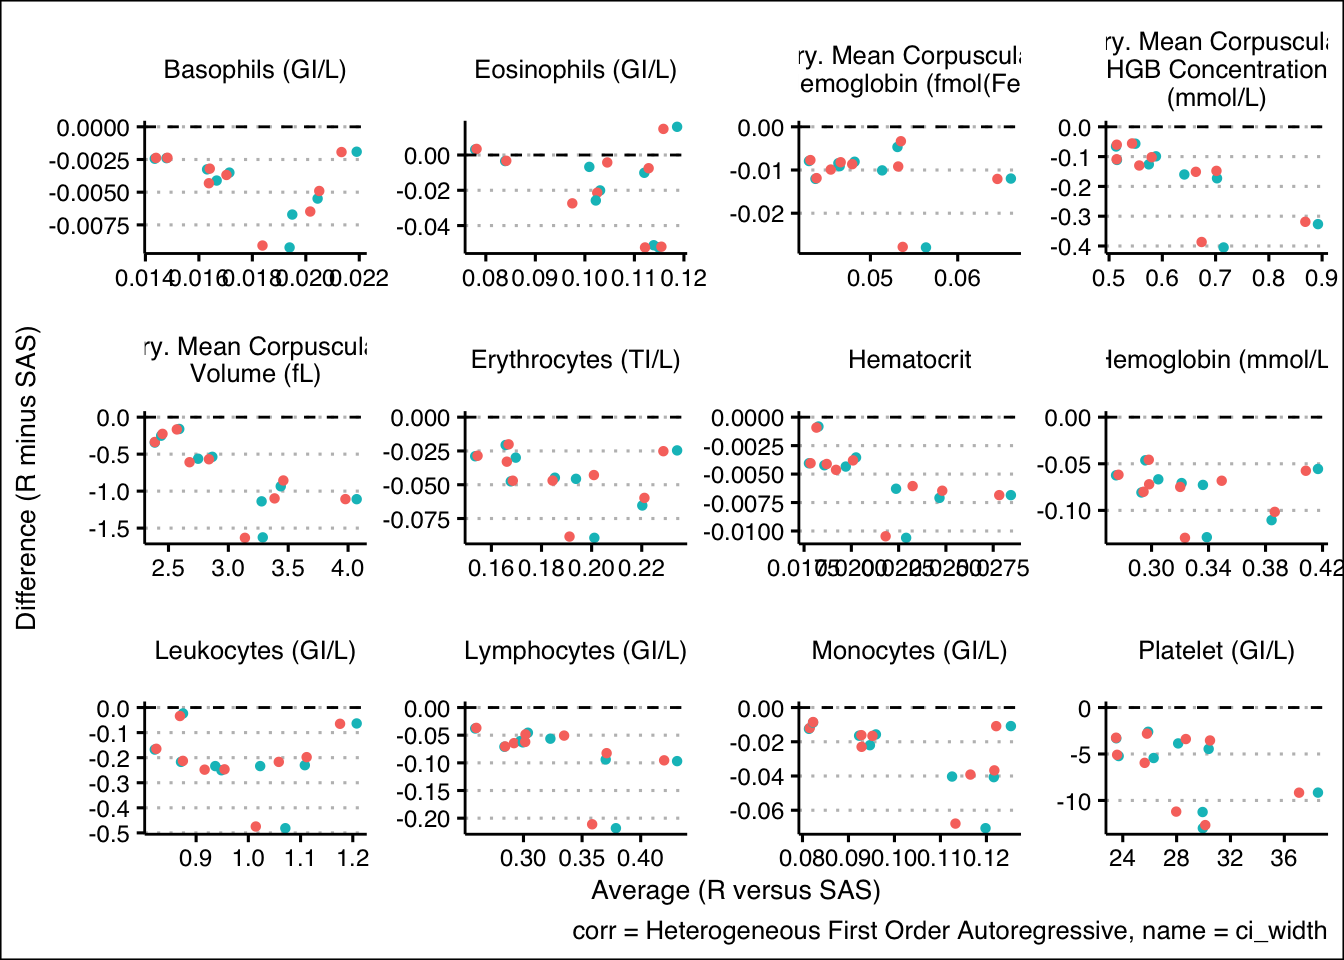 Basophils (GI/L)
Eosinophils (GI/L)
ry. Mean Corpuscula
emoglobin (fmol(Fe
ry. Mean Corpuscula
HGB Concentration
(mmol/L)
0.0000
-0.0025
-0.0050
-0.0075
0.014 0.016 0.018 0.020 0.022
0.00
-0.02
-0.04
0.08 0.09 0.10 0.11 0.12
0.00
-0.01
-0.02
0.05 0.06
0.0
-0.1
-0.2
-0.3
-0.4
0.5 0.6 0.7 0.8 0.9
Difference (R minus SAS)
ry. Mean Corpuscula
Volume (fL)
Erythrocytes (TI/L)
Hematocrit
Hemoglobin (mmol/L
0.0
-0.5
-1.0
-1.5
2.5 3.0 3.5 4.0
0.000
-0.025
-0.050
-0.075
0.16 0.18 0.20 0.22
0.0000
-0.0025
-0.0050
-0.0075
-0.0100
0.0175 0.0200 0.0225 0.0250 0.0275
0.00
-0.05
-0.10
0.30 0.34 0.38 0.42
Leukocytes (GI/L)
Lymphocytes (GI/L)
Monocytes (GI/L)
Platelet (GI/L)
0.0
-0.1
-0.2
-0.3
-0.4
-0.5
0.9 1.0 1.1 1.2
0.00
-0.05
-0.10
-0.15
-0.20
0.30 0.35 0.40
0.00
-0.02
-0.04
-0.06
0.08 0.09 0.10 0.11 0.12
0
-5
-10
24 28 32 36
Average (R versus SAS)
corr = Heterogeneous First Order Autoregressive, name = ci_width